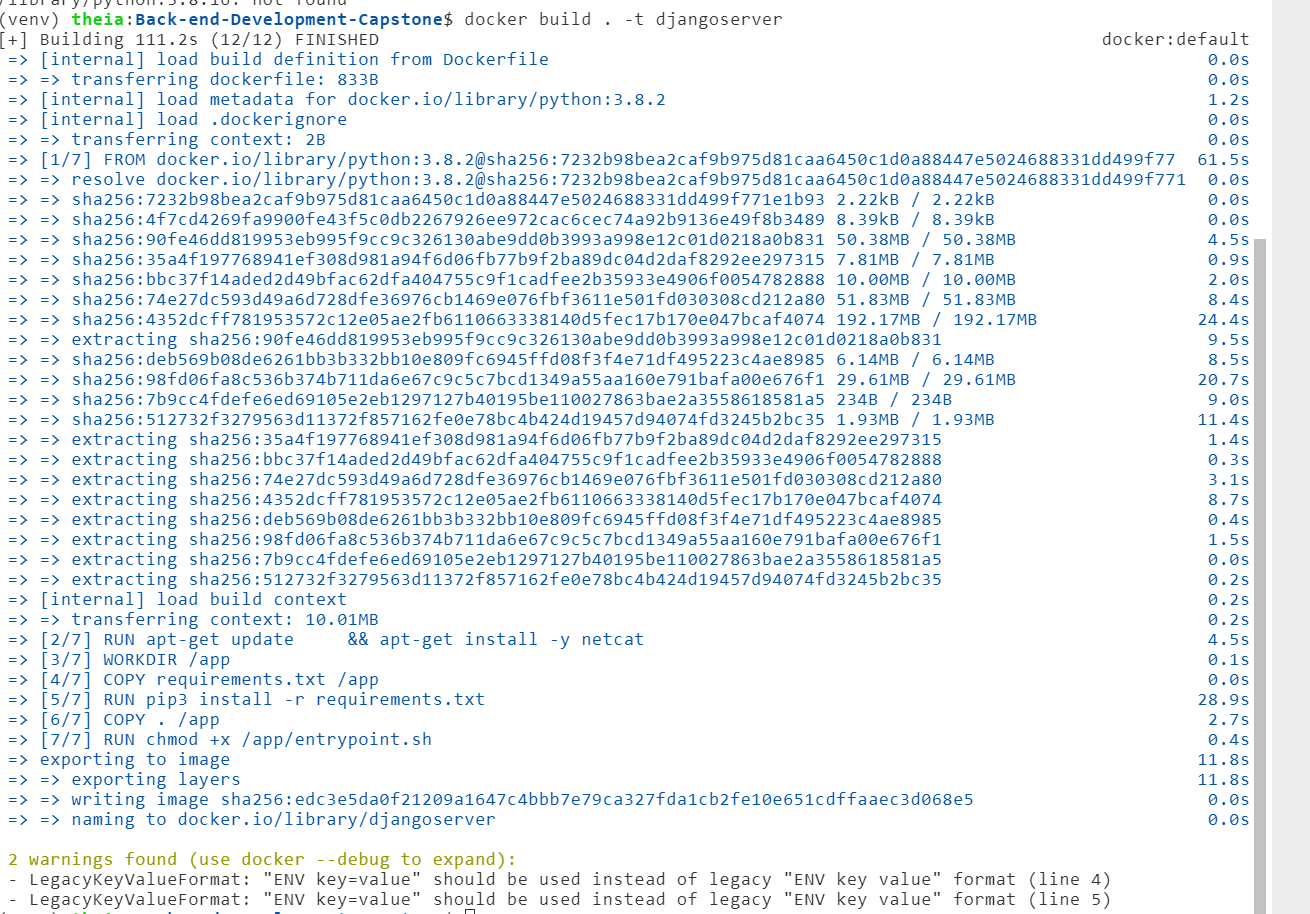 /library/python:3.8.16: not found
(venv) theia:Back-end-Development-Capstone$ docker build . -t djangoserver
[+] Building 111.2s (12/12) FINISHED docker:default
=> [internal] load build definition from Dockerfile 0.0s
=> => transferring dockerfile: 833B 0.0s
=> [internal] load metadata for docker.io/library/python:3.8.2 1.2s
=> [internal] load .dockerignore 0.0s
=> => transferring context: 2B 0.0s
=> [1/7] FROM docker.io/library/python:3.8.2@sha256:7232b98bea2caf9b975d81caa6450c1d0a88447e5024688331dd499f77 61.5s
=> => resolve docker.io/library/python:3.8.2@sha256:7232b98bea2caf9b975d81caa6450c1d0a88447e5024688331dd499f771 0.0s
=> => sha256:7232b98bea2caf9b975d81caa6450c1d0a88447e5024688331dd499f771e1b93 2.22kB / 2.22kB 0.0s
=> => sha256:4f7cd4269fa9900fe43f5c0db2267926ee972cac6cec74a92b9136e49f8b3489 8.39kB / 8.39kB 0.0s
=> => sha256:90fe46dd819953eb995f9cc9c326130abe9dd0b3993a998e12c01d0218a0b831 50.38MB / 50.38MB 4.5s
=> => sha256:35a4f197768941ef308d981a94f6d06fb77b9f2ba89dc04d2daf8292ee297315 7.81MB / 7.81MB 0.9s
=> => sha256:bbc37f14aded2d49bfac62dfa404755c9f1cadfee2b35933e4906f0054782888 10.00MB / 10.00MB 2.0s
=> => sha256:74e27dc593d49a6d728dfe36976cb1469e076fbf3611e501fd030308cd212a80 51.83MB / 51.83MB 8.4s
=> => sha256:4352dcff781953572c12e05ae2fb6110663338140d5fec17b170e047bcaf4074 192.17MB / 192.17MB 24.4s
=> => extracting sha256:90fe46dd819953eb995f9cc9c326130abe9dd0b3993a998e12c01d0218a0b831 9.5s
=> => sha256:deb569b08de6261bb3b332bb10e809fc6945ffd08f3f4e71df495223c4ae8985 6.14MB / 6.14MB 8.5s
=> => sha256:98fd06fa8c536b374b711da6e67c9c5c7bcd1349a55aa160e791bafa00e676f1 29.61MB / 29.61MB 20.7s
=> => sha256:7b9cc4fdefe6ed69105e2eb1297127b40195be110027863bae2a3558618581a5 234B / 234B 9.0s
=> => sha256:512732f3279563d11372f857162fe0e78bc4b424d19457d94074fd3245b2bc35 1.93MB / 1.93MB 11.4s
=> => extracting sha256:35a4f197768941ef308d981a94f6d06fb77b9f2ba89dc04d2daf8292ee297315 1.4s
=> => extracting sha256:bbc37f14aded2d49bfac62dfa404755c9f1cadfee2b35933e4906f0054782888 0.3s
=> => extracting sha256:74e27dc593d49a6d728dfe36976cb1469e076fbf3611e501fd030308cd212a80 3.1s
=> => extracting sha256:4352dcff781953572c12e05ae2fb6110663338140d5fec17b170e047bcaf4074 8.7s
=> => extracting sha256:deb569b08de6261bb3b332bb10e809fc6945ffd08f3f4e71df495223c4ae8985 0.4s
=> => extracting sha256:98fd06fa8c536b374b711da6e67c9c5c7bcd1349a55aa160e791bafa00e676f1 1.5s
=> => extracting sha256:7b9cc4fdefe6ed69105e2eb1297127b40195be110027863bae2a3558618581a5 0.0s
=> => extracting sha256:512732f3279563d11372f857162fe0e78bc4b424d19457d94074fd3245b2bc35 0.2s
=> [internal] load build context 0.2s
=> => transferring context: 10.01MB 0.2s
=> [2/7] RUN apt-get update     && apt-get install -y netcat 4.5s
=> [3/7] WORKDIR /app 0.1s
=> [4/7] COPY requirements.txt /app 0.0s
=> [5/7] RUN pip3 install -r requirements.txt 28.9s
=> [6/7] COPY . /app 2.7s
=> [7/7] RUN chmod +x /app/entrypoint.sh 0.4s
=> exporting to image 11.8s
=> => exporting layers 11.8s
=> => writing image sha256:edc3e5da0f21209a1647c4bbb7e79ca327fda1cb2fe10e651cdffaaec3d068e5 0.0s
=> => naming to docker.io/library/djangoserver 0.0s
2 warnings found (use docker --debug to expand):
- LegacyKeyValueFormat: "ENV key=value" should be used instead of legacy "ENV key value" format (line 4)
- LegacyKeyValueFormat: "ENV key=value" should be used instead of legacy "ENV key value" format (line 5)